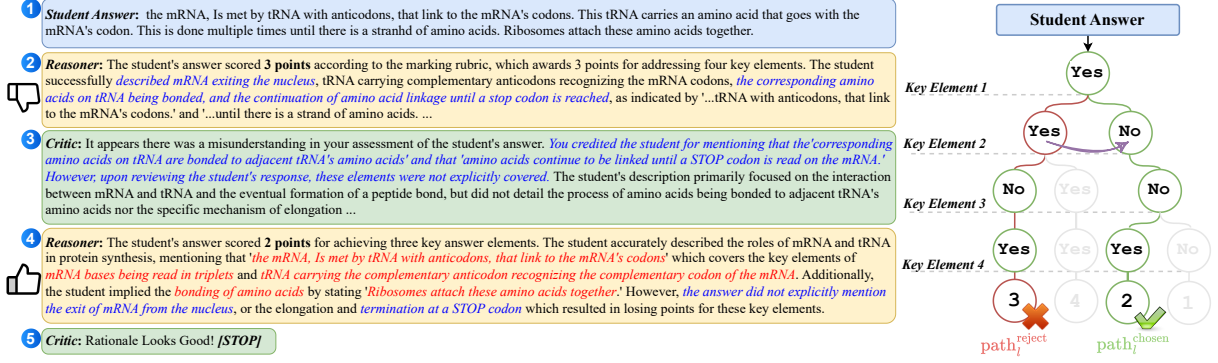 1
Student Answer: the mRNA, Is met by tRNA with anticodons, that link to the mRNA's codons. This tRNA carries an amino acid that goes with the
mRNA's codon. This is done multiple times until there is a stranhd of amino acids. Ribosomes attach these amino acids together.
2
Reasoner: The student's answer scored 3 points according to the marking rubric, which awards 3 points for addressing four key elements. The student
successfully described mRNA exiting the nucleus, tRNA carrying complementary anticodons recognizing the mRNA codons, the corresponding amino
acids on tRNA being bonded, and the continuation of amino acid linkage until a stop codon is reached, as indicated by '...tRNA with anticodons, that link
to the mRNA's codons.' and '...until there is a strand of amino acids. ...
3
Critic: It appears there was a misunderstanding in your assessment of the student's answer. You credited the student for mentioning that the'corresponding
amino acids on tRNA are bonded to adjacent tRNA's amino acids' and that 'amino acids continue to be linked until a STOP codon is read on the mRNA.'
However, upon reviewing the student's response, these elements were not explicitly covered. The student's description primarily focused on the interaction
between mRNA and tRNA and the eventual formation of a peptide bond, but did not detail the process of amino acids being bonded to adjacent tRNA's
amino acids nor the specific mechanism of elongation ...
4
Reasoner: The student's answer scored 2 points for achieving three key answer elements. The student accurately described the roles of mRNA and tRNA
in protein synthesis, mentioning that 'the mRNA, Is met by tRNA with anticodons, that link to the mRNA's codons' which covers the key elements of
mRNA bases being read in triplets and tRNA carrying the complementary anticodon recognizing the complementary codon of the mRNA. Additionally,
the student implied the bonding of amino acids by stating 'Ribosomes attach these amino acids together.' However, the answer did not explicitly mention
the exit of mRNA from the nucleus, or the elongation and termination at a STOP codon which resulted in losing points for these key elements.
5
Critic: Rationale Looks Good! [STOP]
Student Answer
Yes
Key Element 1
Yes No
Key Element 2
No Yes No
Key Element 3
Yes Yes No
Key Element 4
3 4 2 1
path_l^reject path_l^chosen